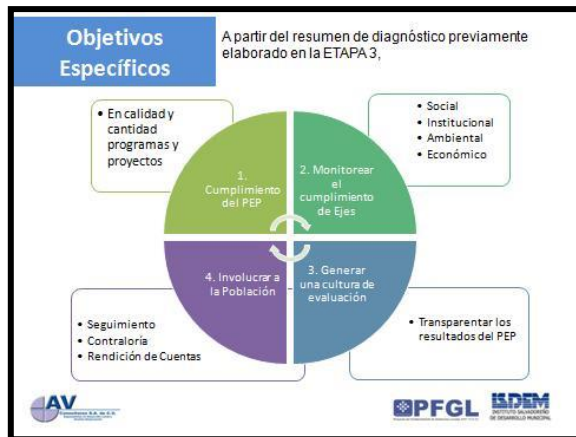 Objetivos
Específicos
A partir del resumen de diagnóstico previamente
elaborado en la ETAPA 3,
• En calidad y
cantidad
programas y
proyectos
• Social
• Institucional
• Ambiental
• Económico
1.
Cumplimiento
del PEP
2. Monitorear
el
cumplimiento
de Ejes
4. Involucrar a
la Población
3. Generar
una cultura de
evaluación
• Seguimiento
• Contraloría
• Rendición de Cuentas
• Transparentar los
resultados del PEP
AV
Consultores S.A. de C.V.
PFGL
ISDEM
INSTITUTO SALVADOREÑO
DE DESARROLLO MUNICIPAL